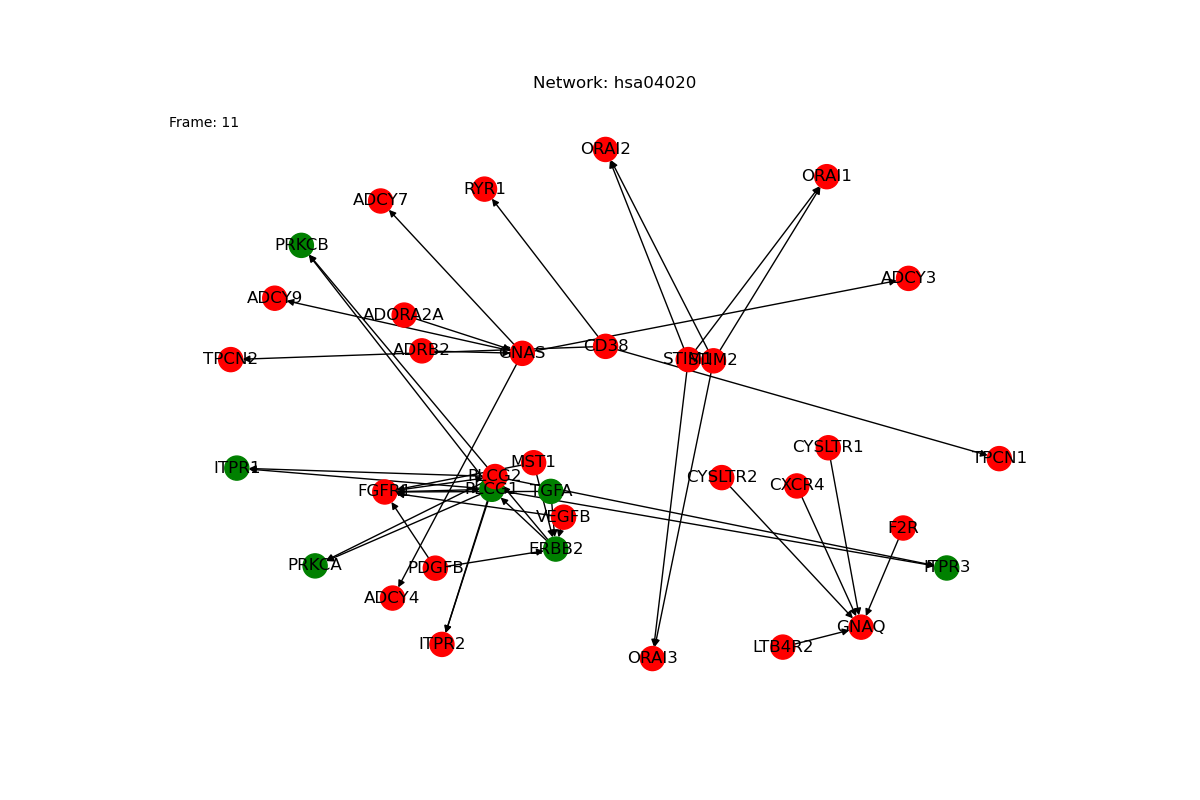 Network: hsa04020
Frame: 11
ORAI2
ORAI1
RYR1
ADCY7
PRKCB
ADCY3
ADCY9
ADORA2A
ADRB2
GNAS
CD38
TPCN2
STIM1
STIM2
CYSLTR1
TPCN1
MST1
ITPR1
PLCG2
CYSLTR2
CXCR4
PLCG1
TGFA
VEGFB
F2R
ERBB2
PRKCA
PDGFB
ITPR3
ADCY4
GNAQ
ITPR2
LTB4R2
ORAI3